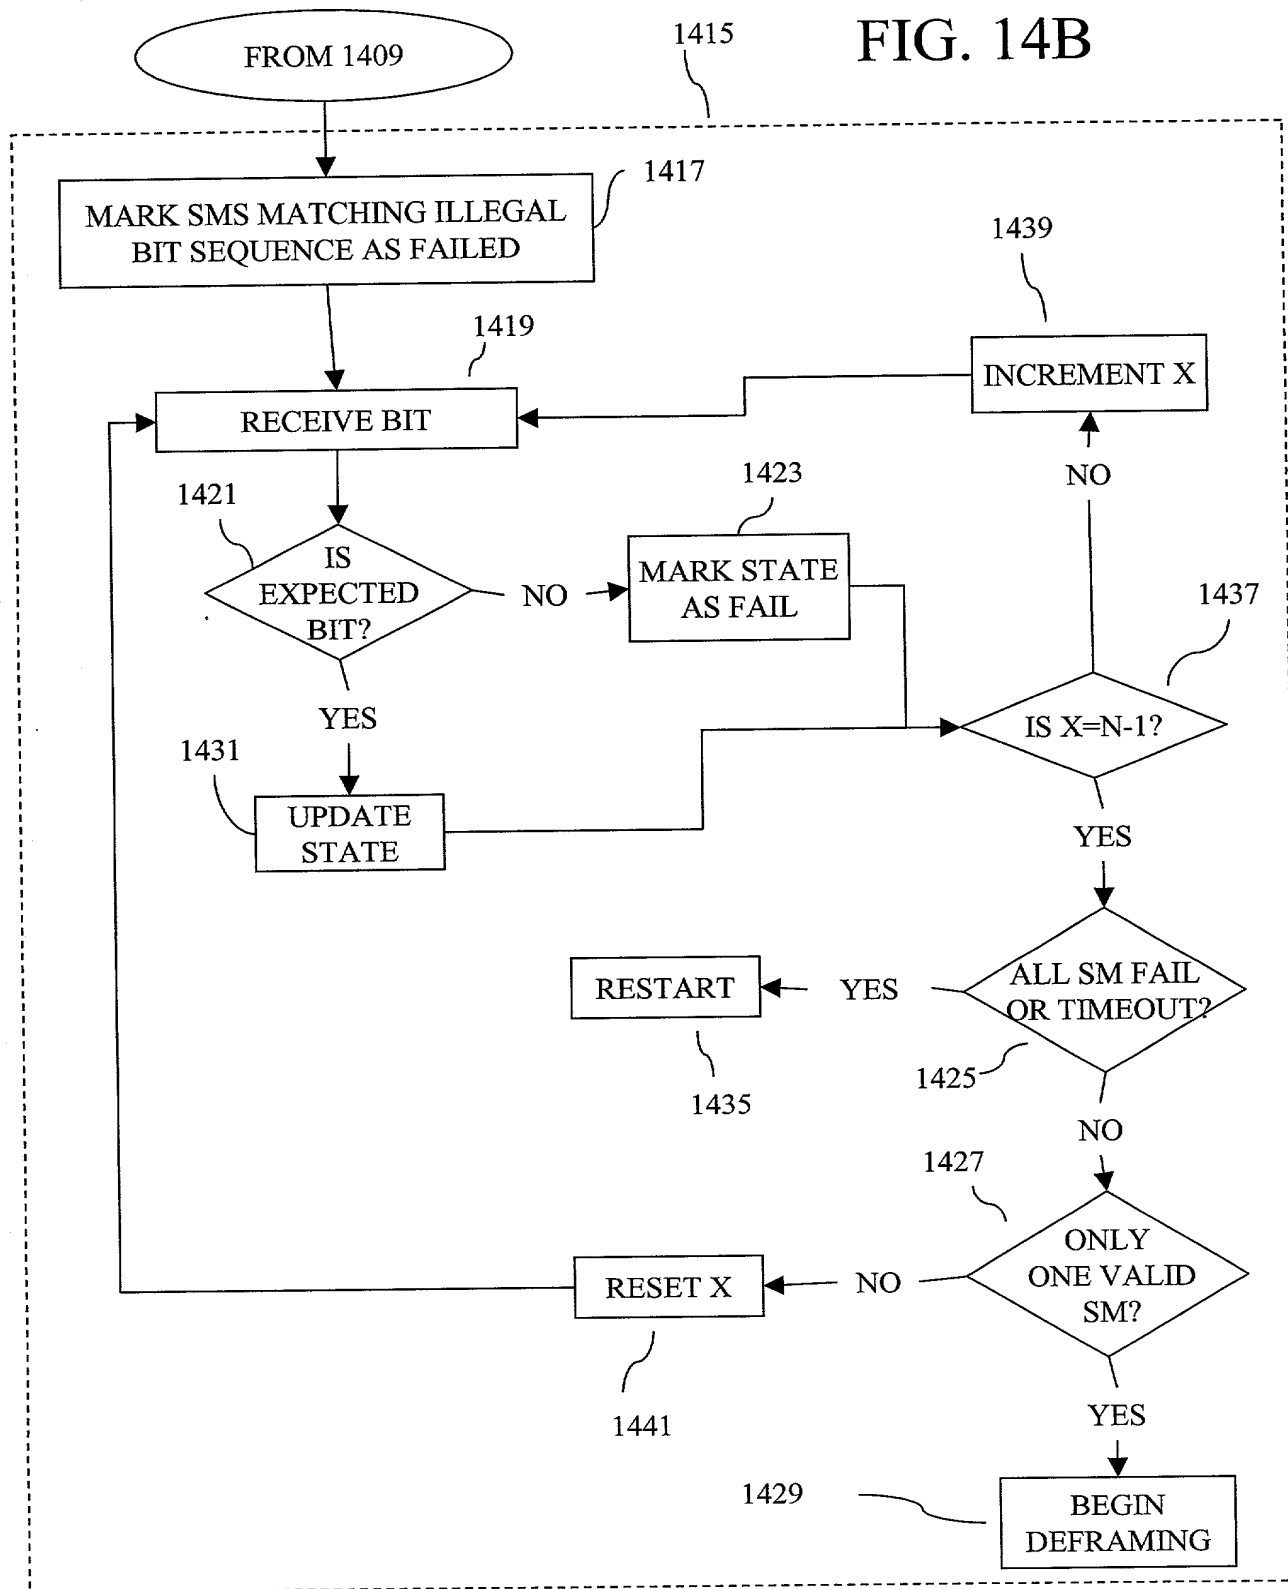 FIG. 14B
FROM 1409
1415
1417
MARK SMS MATCHING ILLEGAL
BIT SEQUENCE AS FAILED
1439
1419
INCREMENT X
RECEIVE BIT
NO
1423
1421
IS
EXPECTED
BIT?
NO
MARK STATE
AS FAIL
1437
YES
IS X=N-1?
1431
UPDATE
STATE
YES
ALL SM FAIL
OR TIMEOUT?
YES
RESTART
1425
1435
NO
1427
ONLY
ONE VALID
SM?
NO
RESET X
1441
YES
1429
BEGIN
DEFRAMING